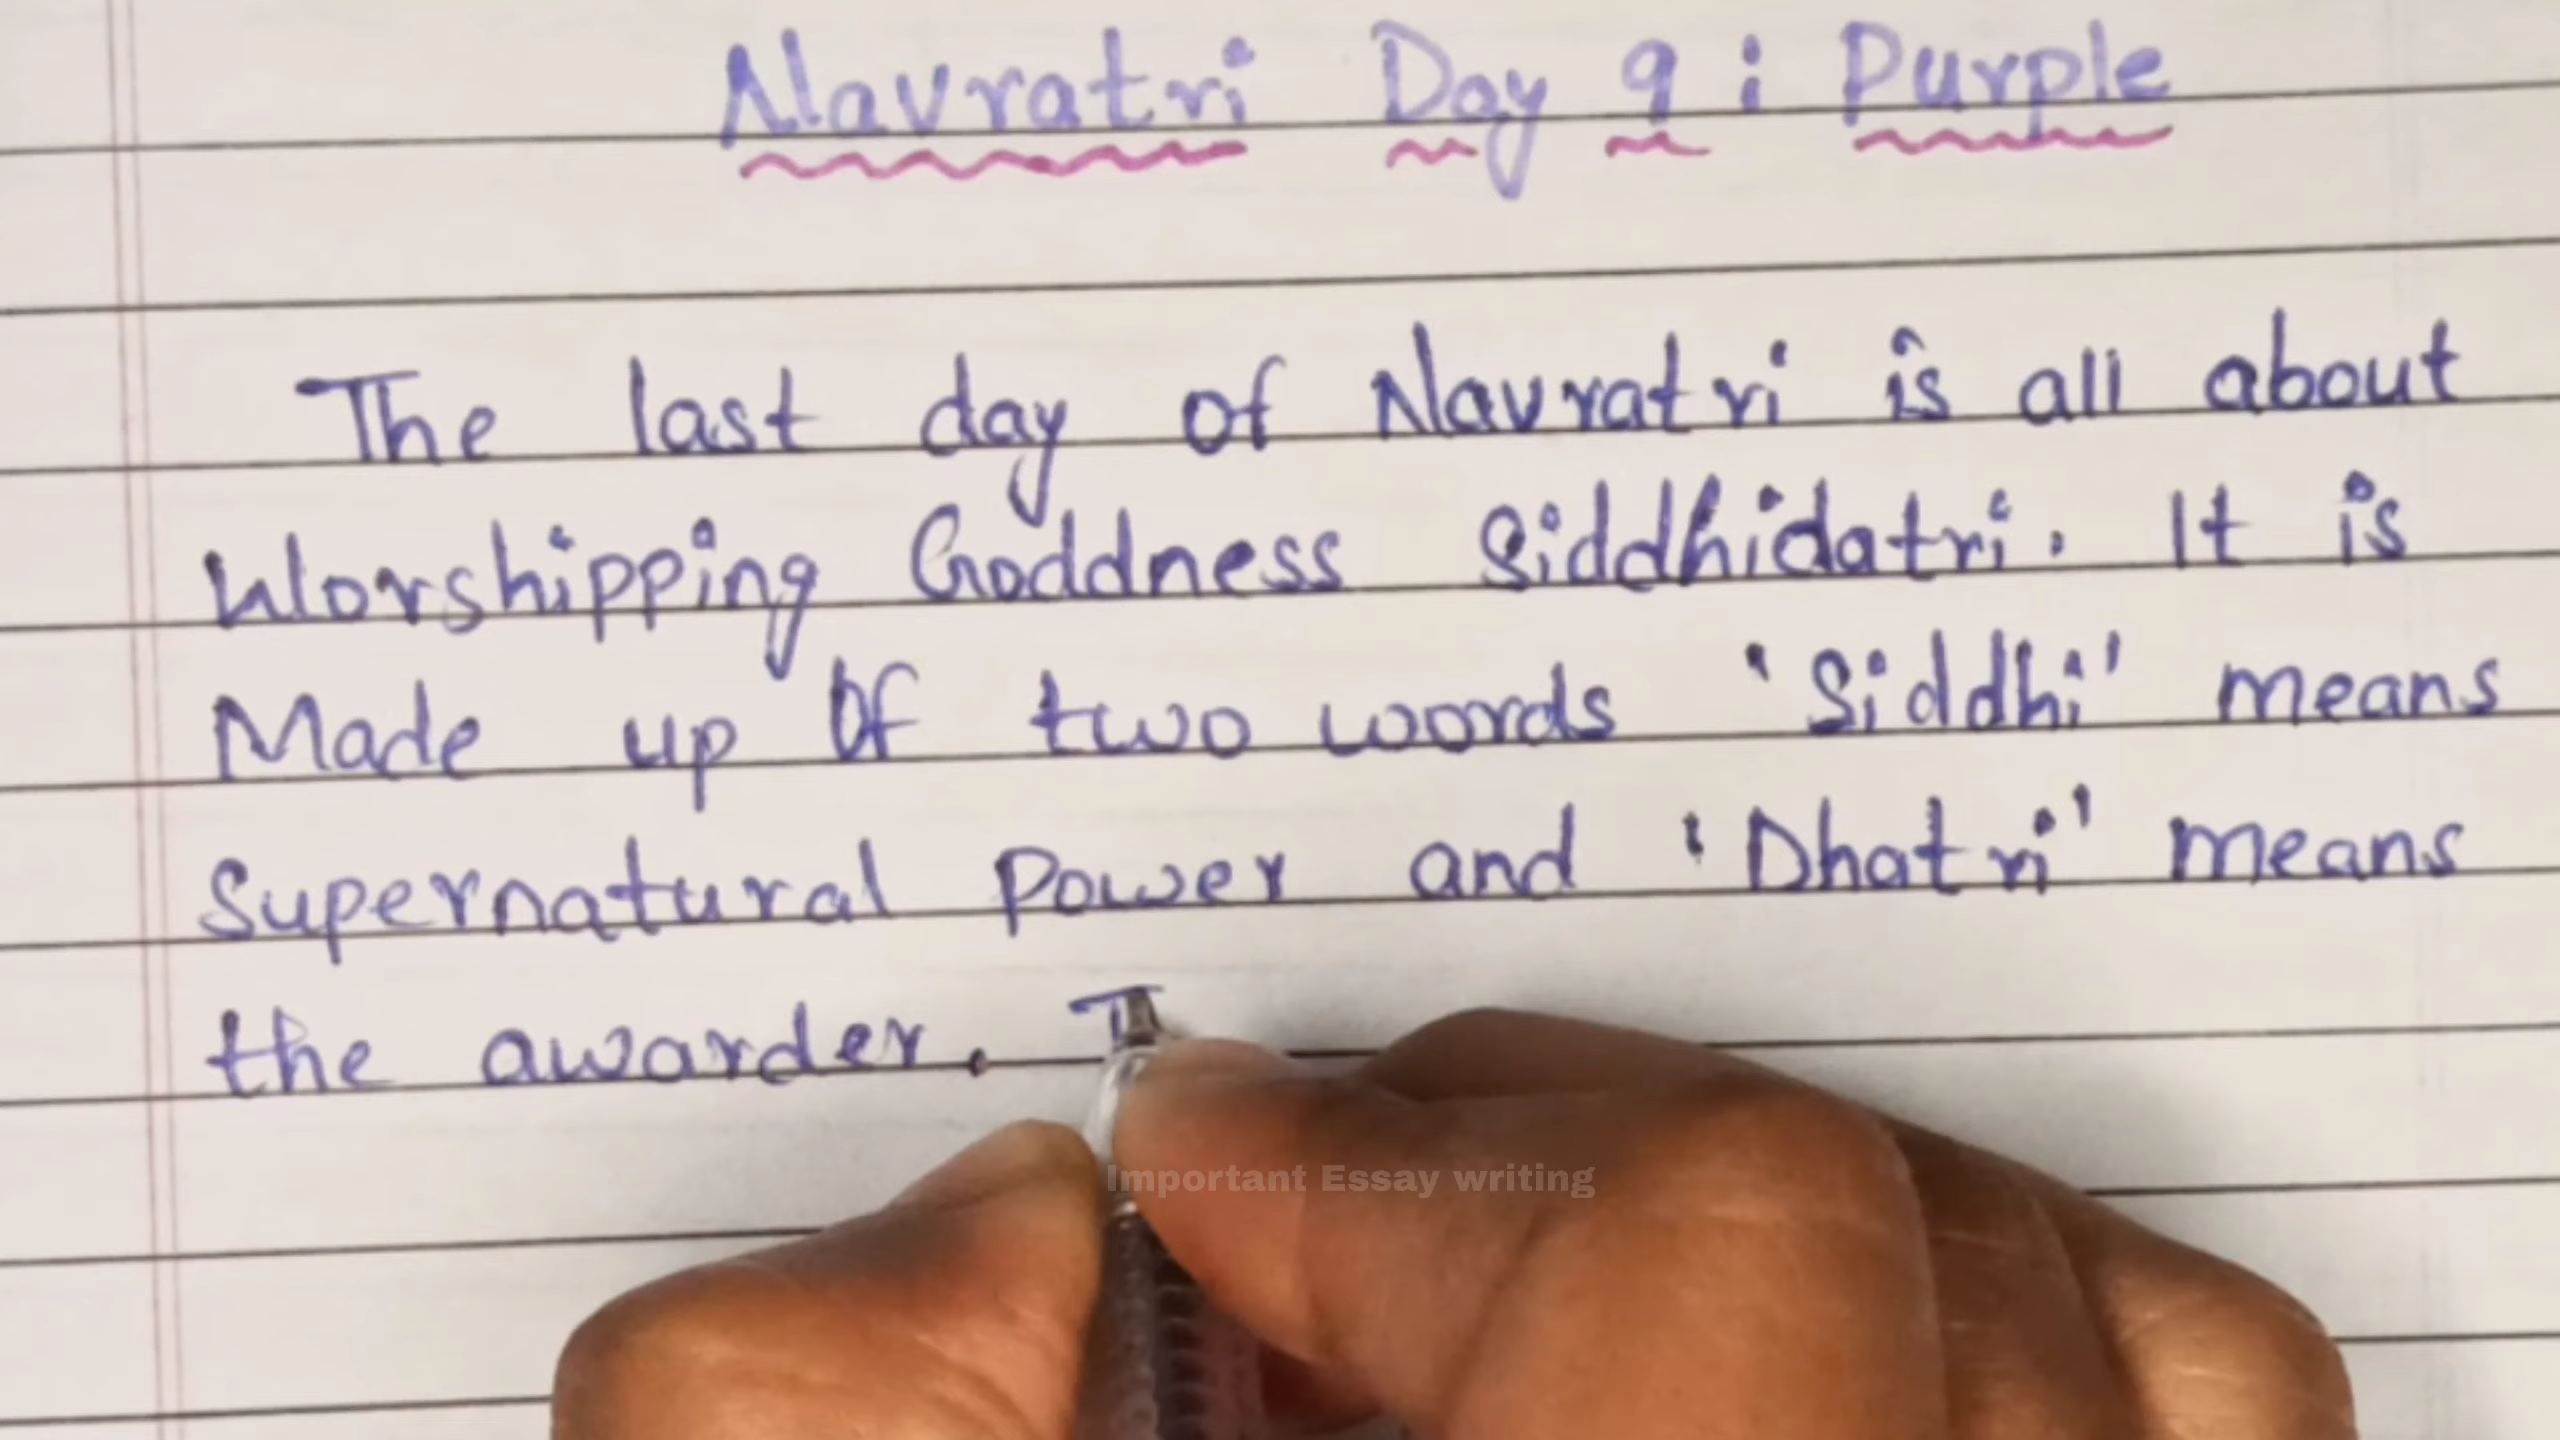 Navratri Day 9 : Purple
The last day of Navratri is all about
Worshipping Goddness Siddhidatri. It is
Made up Of two words 'Siddhi' means
Supernatural Power and 'Dhatri' means
the awarder. T
Important Essay writing